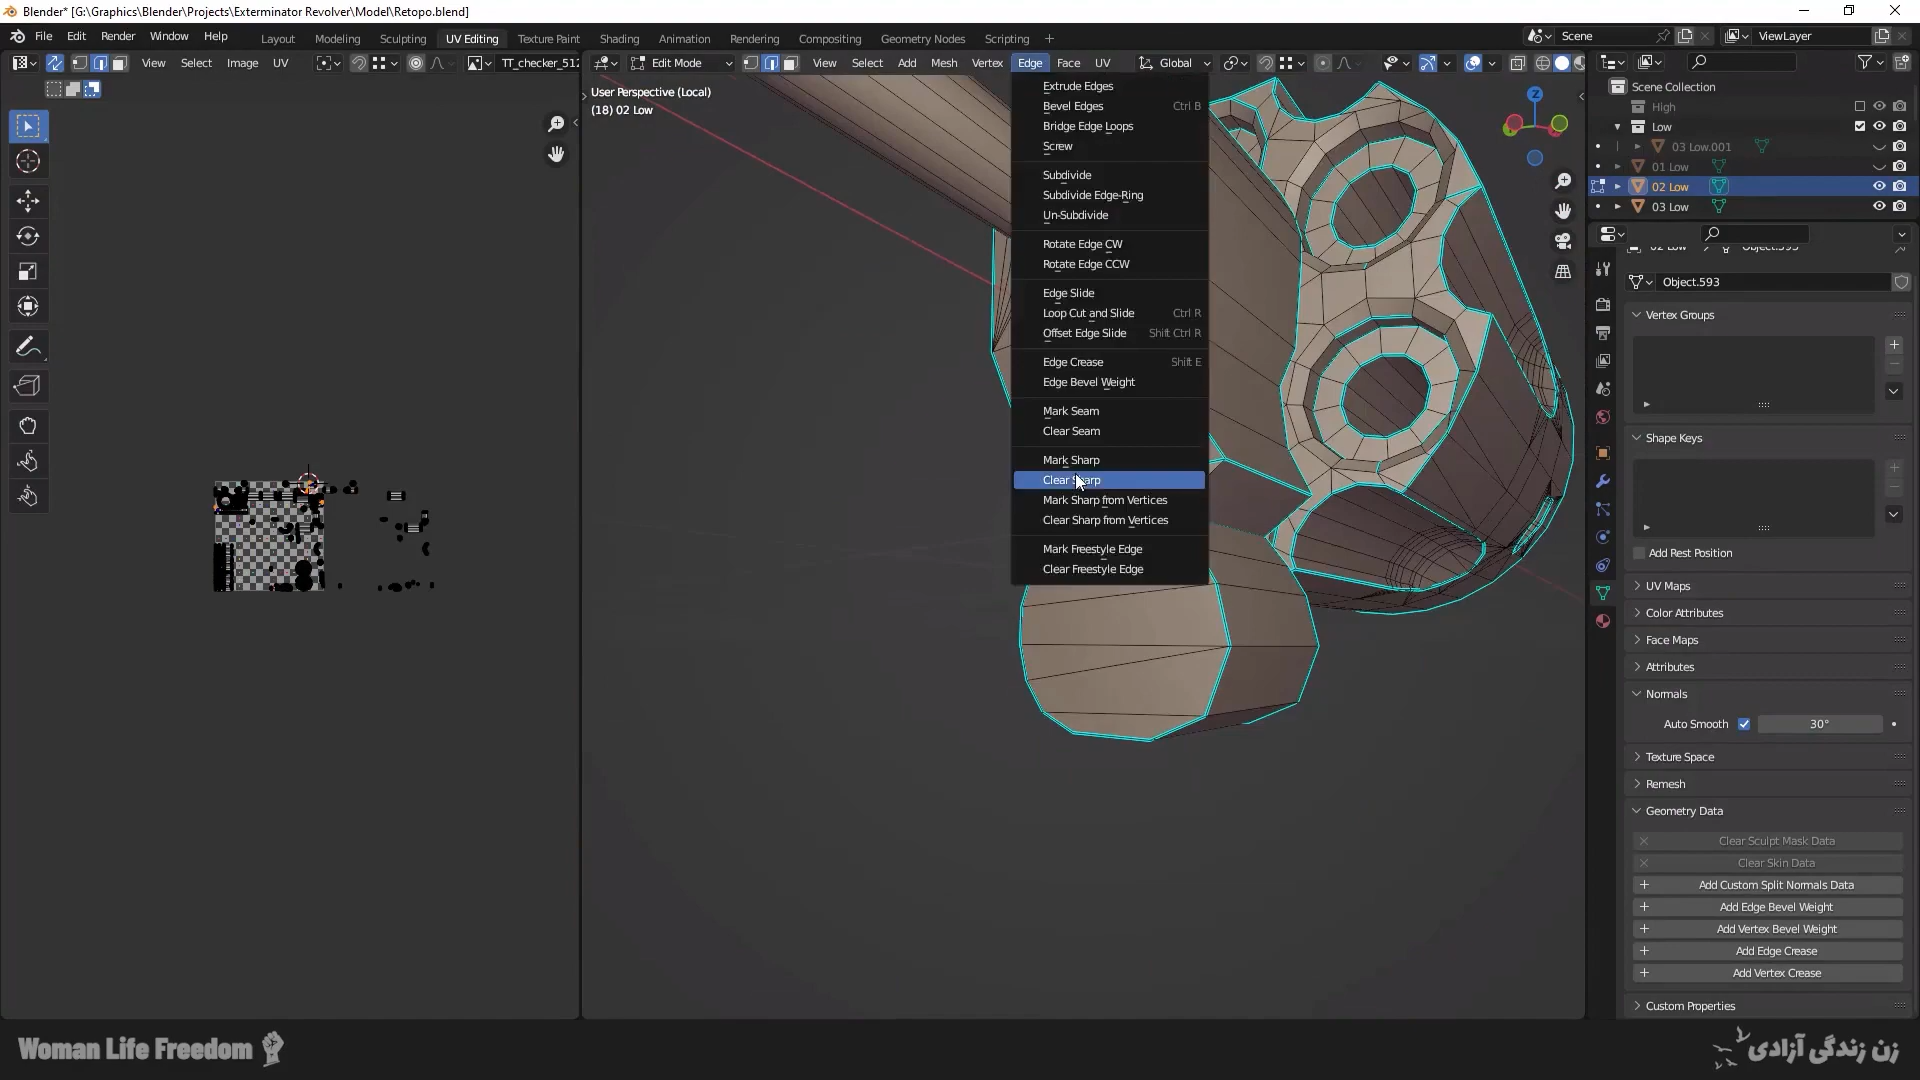 Blender* [G:\Graphics\Blender\Projects\Exterminator Revolver\Model\Retopo.blend]
File Edit Render Window Help
Layout Modeling Sculpting UV Editing Texture Paint Shading Animation Rendering Compositing Geometry Nodes Scripting
Scene
ViewLayer
View Select Image UV
TT_checker_512
Edit Mode
View Select Add Mesh Vertex Edge Face UV
Global
User Perspective (Local)
(18) 02 Low
Extrude Edges
Bevel Edges Ctrl B
Bridge Edge Loops
Screw
Subdivide
Subdivide Edge-Ring
Un-Subdivide
Rotate Edge CW
Rotate Edge CCW
Edge Slide
Loop Cut and Slide Ctrl R
Offset Edge Slide Shift Ctrl R
Edge Crease Shift E
Edge Bevel Weight
Mark Seam
Clear Seam
Mark Sharp
Clear Sharp
Mark Sharp from Vertices
Clear Sharp from Vertices
Mark Freestyle Edge
Clear Freestyle Edge
Scene Collection
High
Low
03 Low.001
01 Low
02 Low
03 Low
Object.593
Vertex Groups
Shape Keys
Add Rest Position
UV Maps
Color Attributes
Face Maps
Attributes
Normals
Auto Smooth 30°
Texture Space
Remesh
Geometry Data
Clear Sculpt Mask Data
Clear Skin Data
Add Custom Split Normals Data
Add Edge Bevel Weight
Add Vertex Bevel Weight
Add Edge Crease
Add Vertex Crease
Custom Properties
Woman Life Freedom
زن زندگی آزادی